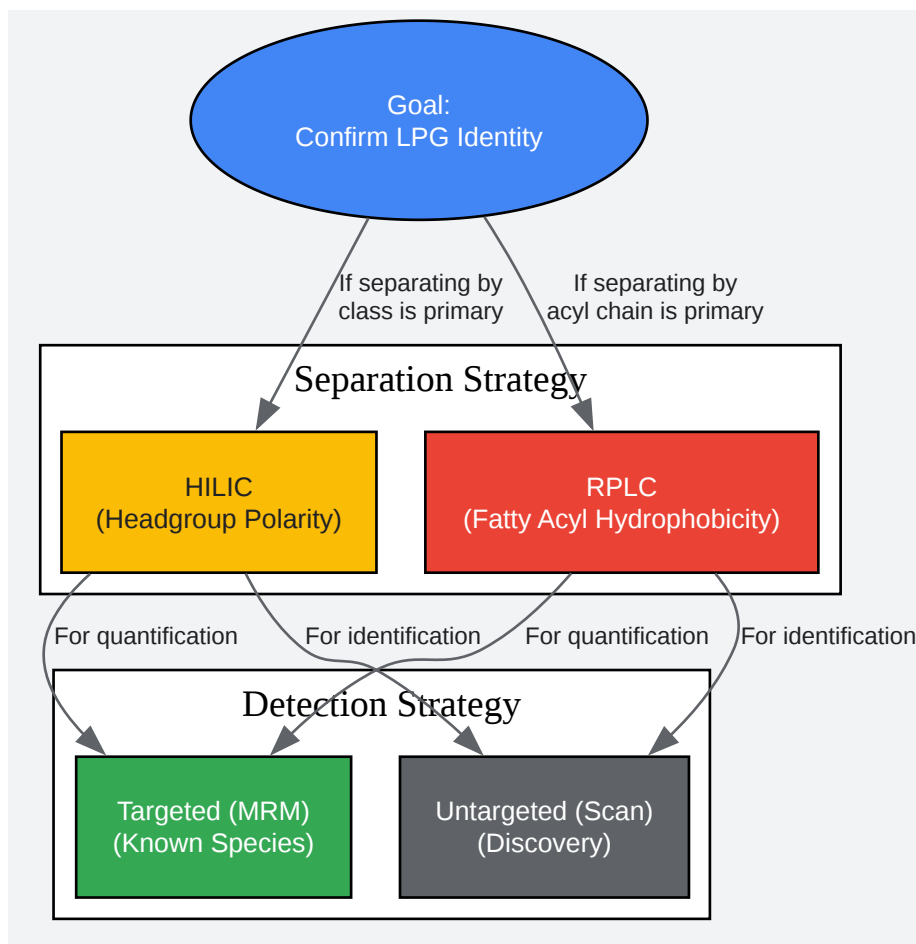 Goal:
Confirm LPG Identity
If separating by
class is primary
If separating by
acyl chain is primary
Separation Strategy
HILIC
(Headgroup Polarity)
RPLC
(Fatty Acyl Hydrophobicity)
For quantification
For identification
For quantification
For identification
Detection Strategy
Targeted (MRM)
(Known Species)
Untargeted (Scan)
(Discovery)